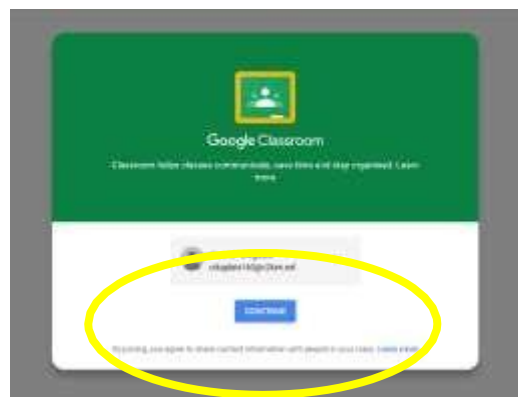 Google Classroom
Classroom helps classes communicate, save time and stay organised. Learn
more
CONTINUE
By joining, you agree to share contact information with people in your class. Learn more